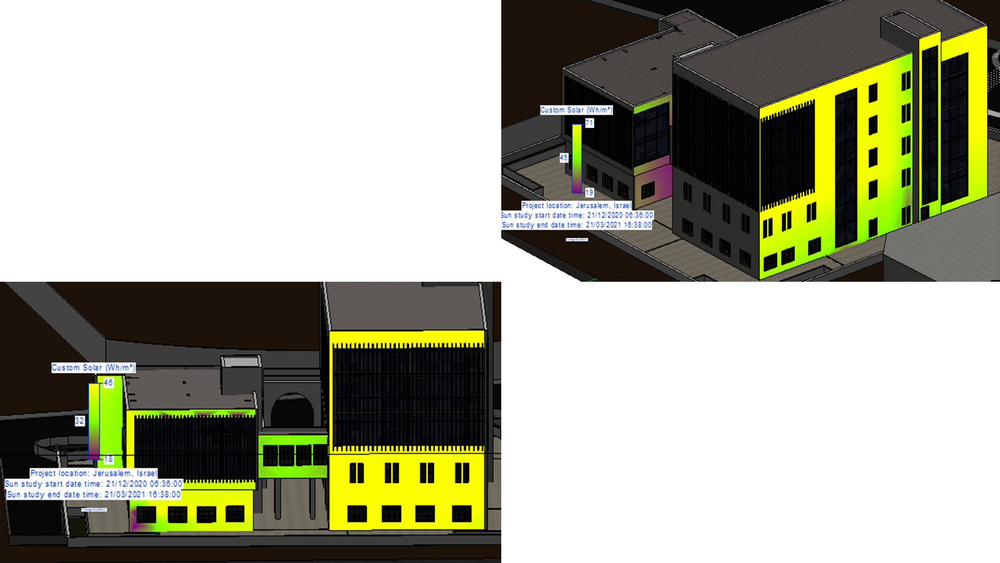 Custom Solar (Wh/m²)
71
45
19
Project location: Jerusalem, Israel
Sun study start date time: 21/12/2020 06:36:00
Sun study end date time: 21/03/2021 16:38:00
Custom Solar (Wh/m²)
46
32
18
Project location: Jerusalem, Israel
Sun study start date time: 21/12/2020 06:36:00
Sun study end date time: 21/03/2021 16:38:00